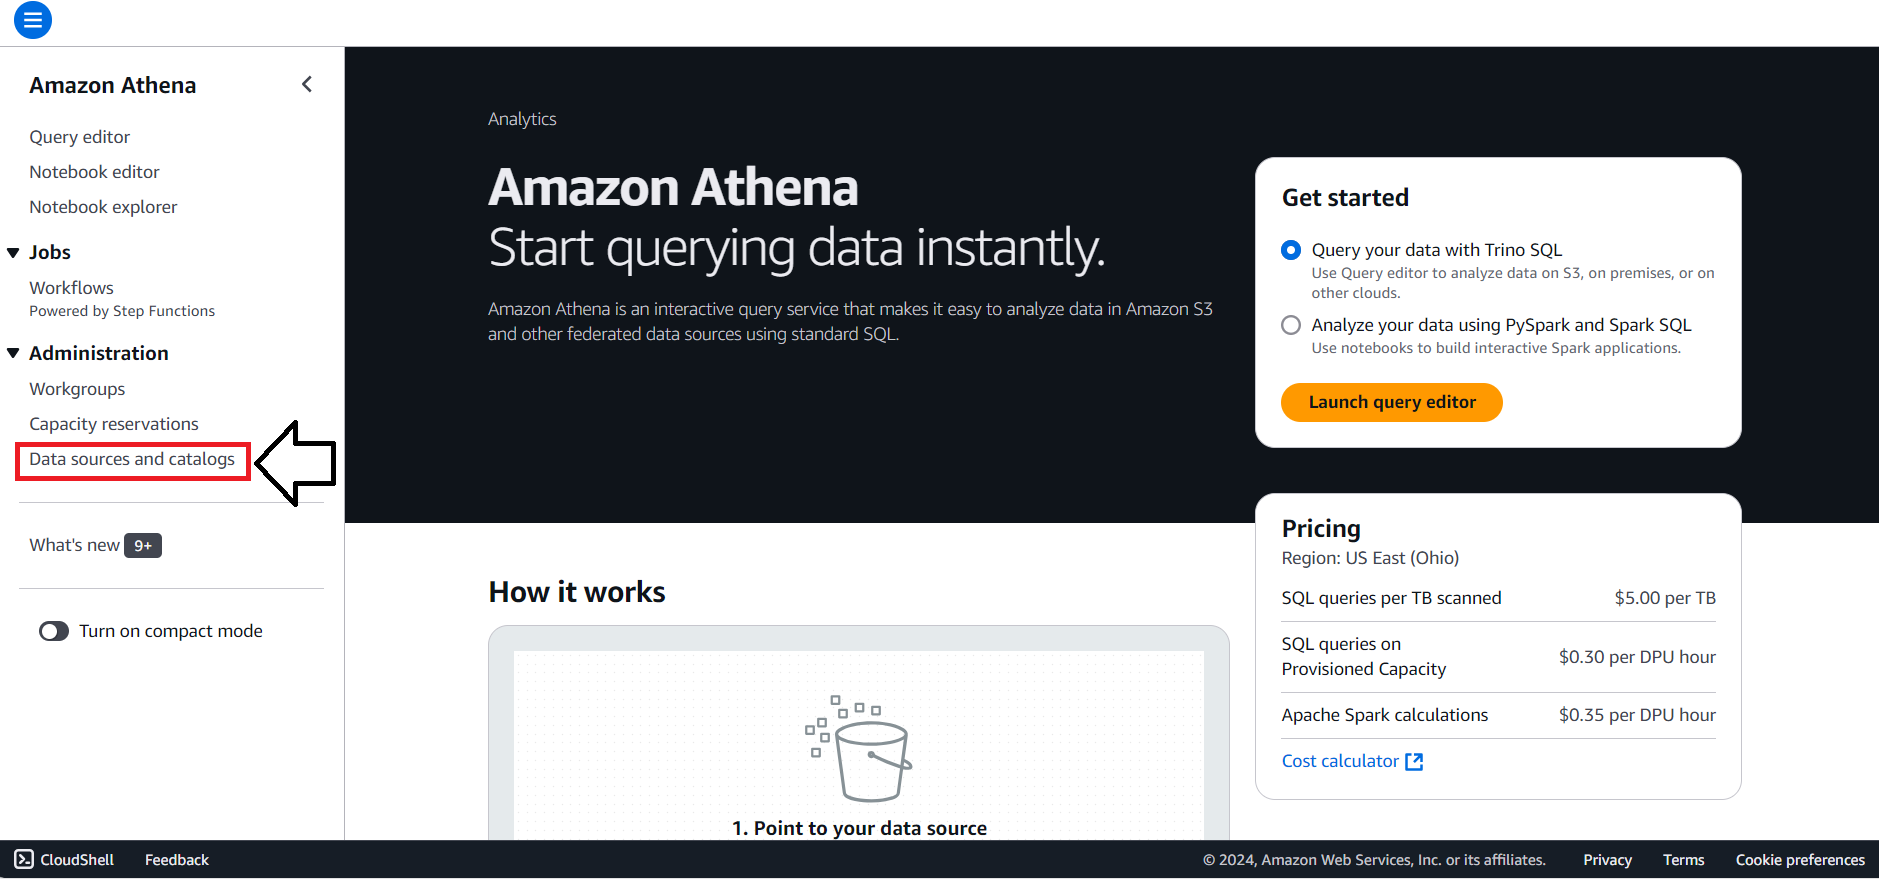 Amazon Athena
Query editor
Notebook editor
Notebook explorer
Jobs
Workflows
Powered by Step Functions
Administration
Workgroups
Capacity reservations
Data sources and catalogs
What's new 9+
Turn on compact mode
Analytics
Amazon Athena
Start querying data instantly.
Amazon Athena is an interactive query service that makes it easy to analyze data in Amazon S3
and other federated data sources using standard SQL.
Get started
Query your data with Trino SQL
Use Query editor to analyze data on S3, on premises, or on
other clouds.
Analyze your data using PySpark and Spark SQL
Use notebooks to build interactive Spark applications.
Launch query editor
Pricing
Region: US East (Ohio)
SQL queries per TB scanned $5.00 per TB
SQL queries on
Provisioned Capacity $0.30 per DPU hour
Apache Spark calculations $0.35 per DPU hour
Cost calculator
How it works
1. Point to your data source
CloudShell Feedback © 2024, Amazon Web Services, Inc. or its affiliates. Privacy Terms Cookie preferences